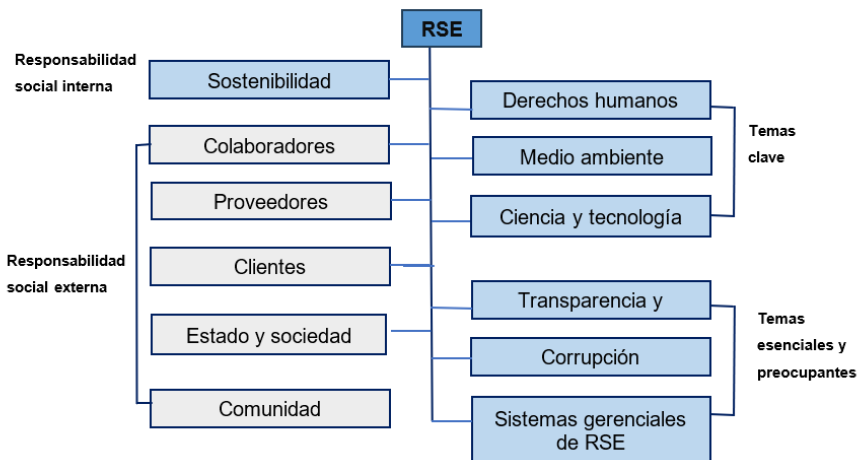 RSE
Responsabilidad
social interna
Sostenibilidad
Colaboradores
Proveedores
Clientes
Estado y sociedad
Comunidad
Responsabilidad
social externa
Derechos humanos
Medio ambiente
Ciencia y tecnología
Temas
clave
Transparencia y
Corrupción
Sistemas gerenciales
de RSE
Temas
esenciales y
preocupantes